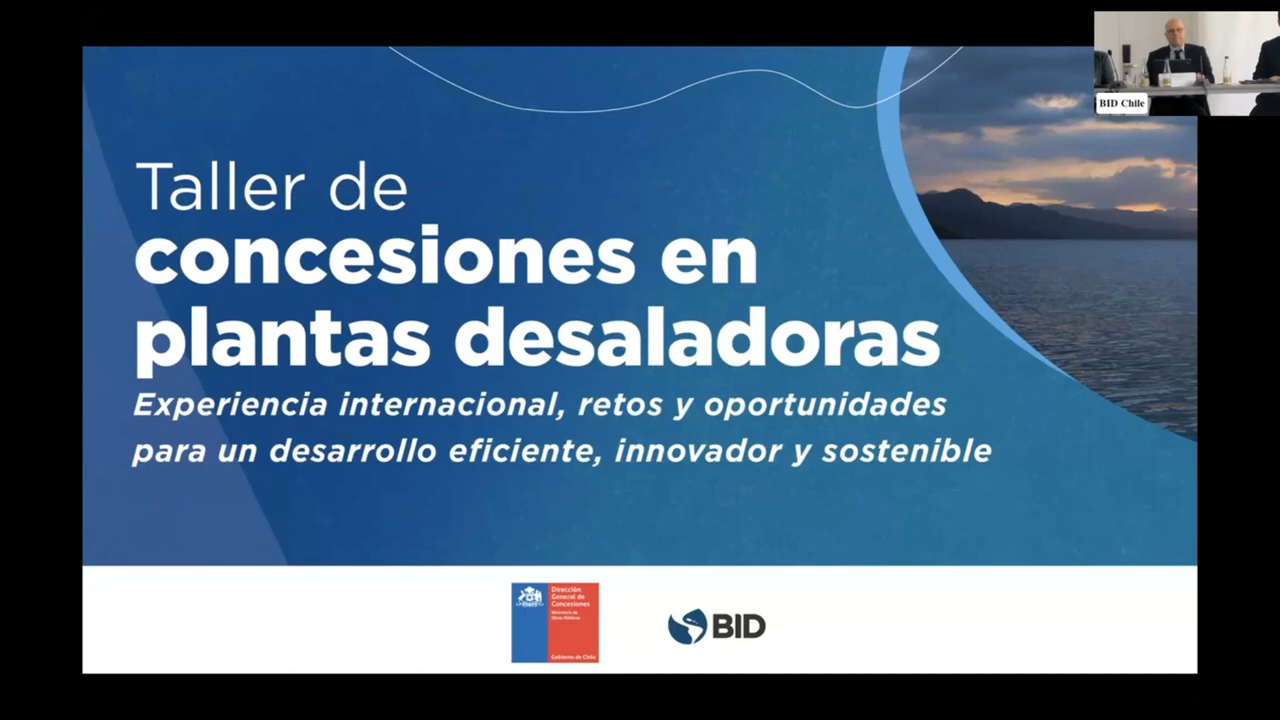 BID Chile
Taller de
concesiones en
plantas desaladoras
Experiencia internacional, retos y oportunidades
para un desarrollo eficiente, innovador y sostenible
Dirección
General de
Concesiones
Ministerio de
Obras Públicas
Gobierno de Chile
BID